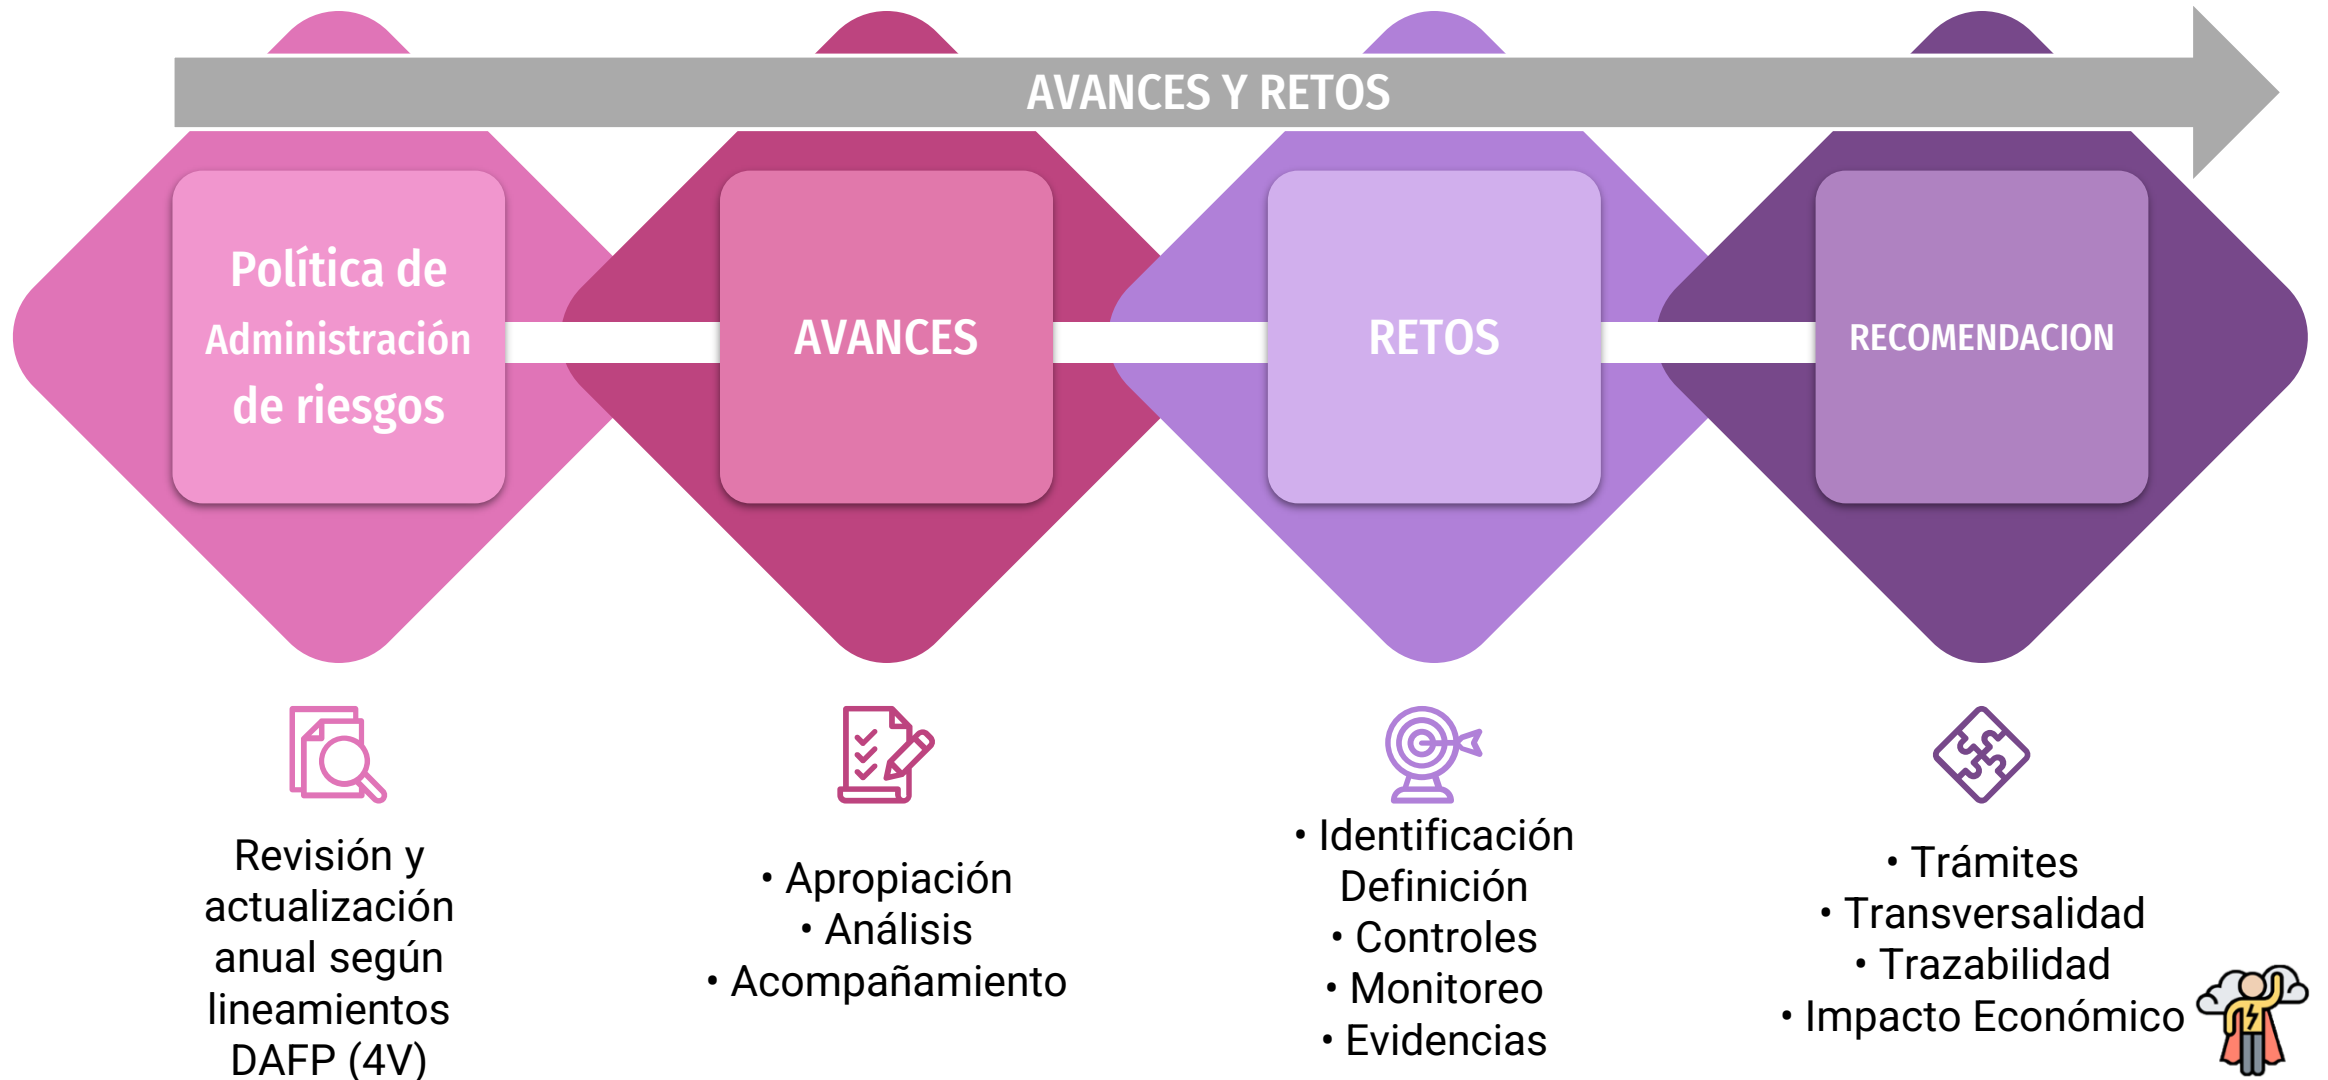 AVANCES Y RETOS
Política de
Administración
de riesgos
AVANCES
RETOS
RECOMENDACION
Revisión y
actualización
anual según
lineamientos
DAFP (4V)
• Apropiación
• Análisis
• Acompañamiento
• Identificación
Definición
• Controles
• Monitoreo
• Evidencias
• Trámites
• Transversalidad
• Trazabilidad
• Impacto Económico